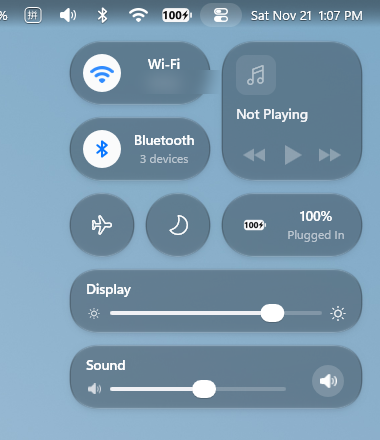 %
拼
100
Sat Nov 21 1:07 PM
Wi-Fi
Not Playing
Bluetooth
3 devices
100
100%
Plugged In
Display
Sound